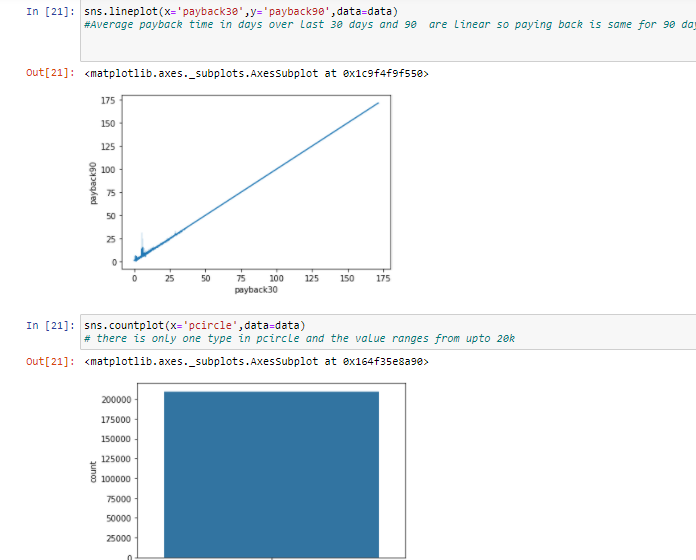 In [21]: sns.lineplot(x='payback30',y='payback90',data=data)
#Average payback time in days over last 30 days and 90 are linear so paying back is same for 90 day
Out[21]: <matplotlib.axes._subplots.AxesSubplot at 0x1c9f4f9f550>
175
150
125
100
75
50
25
0
payback90
0 25 50 75 100 125 150 175
payback30
In [21]: sns.countplot(x='pcircle',data=data)
# there is only one type in pcircle and the value ranges from upto 20k
Out[21]: <matplotlib.axes._subplots.AxesSubplot at 0x164f35e8a90>
200000
175000
150000
125000
100000
75000
50000
25000
0
count